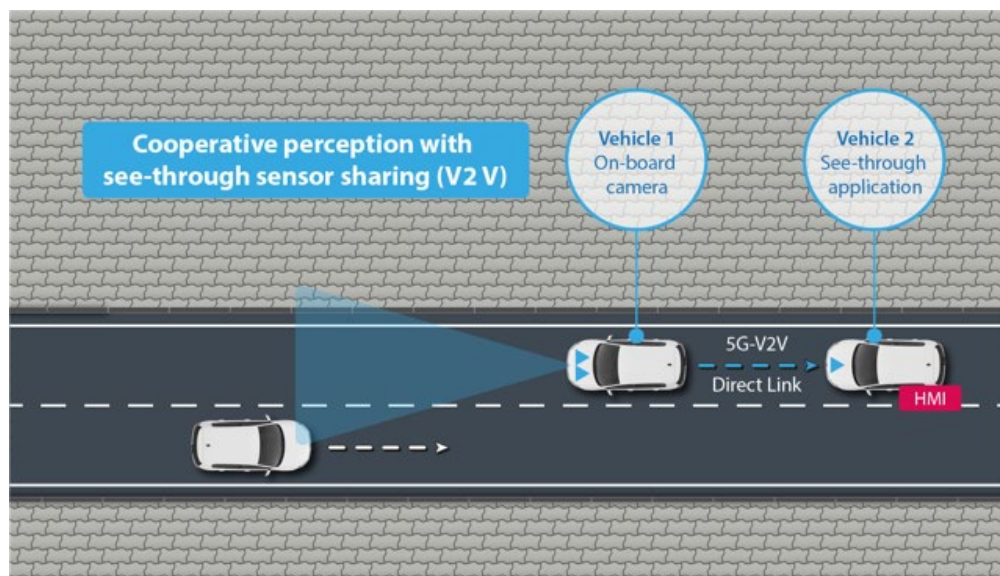 Cooperative perception with
see-through sensor sharing (V2 V)
Vehicle 1
On-board
camera
Vehicle 2
See-through
application
5G-V2V
Direct Link
HMI